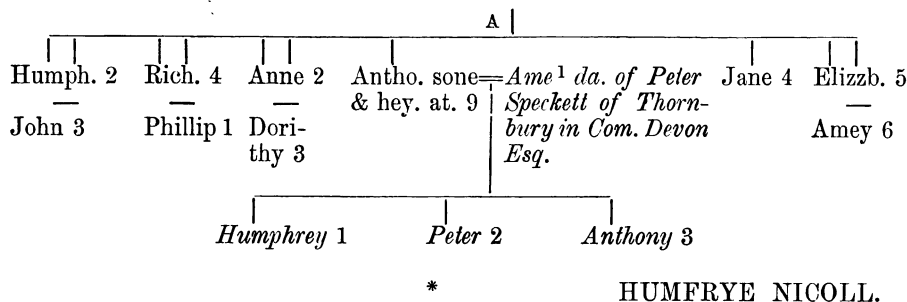 A
Humph. 2 Rich. 4 Anne 2 Antho. sone=Ame¹ da. of Peter Jane 4 Elizzb. 5
& hey. at. 9 Speckett of Thorn-
John 3 Phillip 1 Dori- bury in Com. Devon Amey 6
thy 3 Esq.
Humphrey 1 Peter 2 Anthony 3
* HUMFRYE NICOLL.